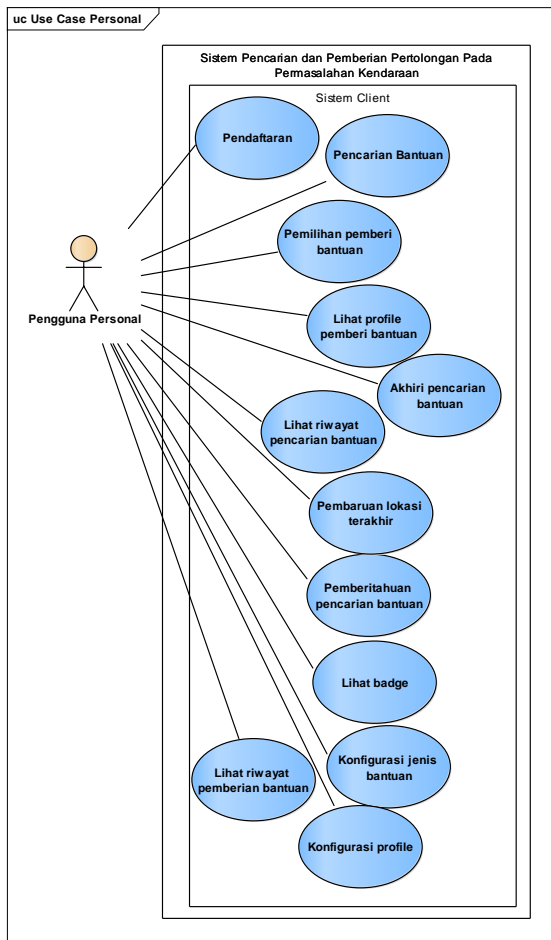 uc Use Case Personal
Sistem Pencarian dan Pemberian Pertolongan Pada
Permasalahan Kendaraan
Sistem Client
Pendaftaran
Pencarian Bantuan
Pemilihan pemberi
bantuan
Pengguna Personal
Lihat profile
pemberi bantuan
Akhiri pencarian
bantuan
Lihat riwayat
pencarian bantuan
Pembaruan lokasi
terakhir
Pemberitahuan
pencarian bantuan
Lihat badge
Konfigurasi jenis
bantuan
Lihat riwayat
pemberian bantuan
Konfigurasi profile